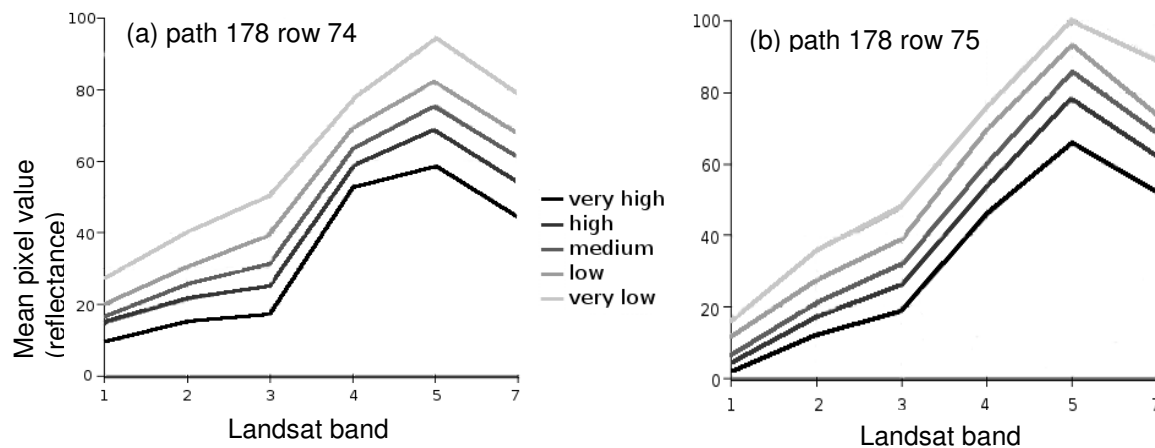 (a) path 178 row 74
100
80
60
40
20
0
1 2 3 4 5 7
Mean pixel value
(reflectance)
Landsat band
very high
high
medium
low
very low
(b) path 178 row 75
100
80
60
40
20
0
1 2 3 4 5 7
Landsat band